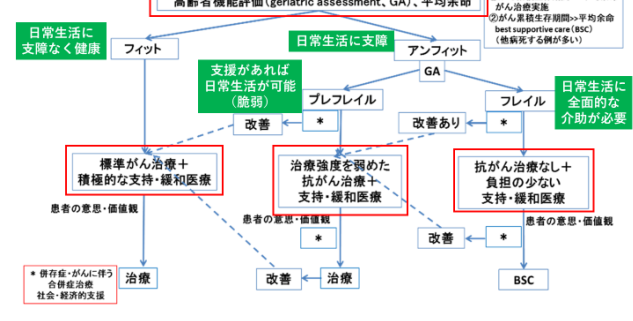 高齢者機能評価(geriatric assessment、GA)、平均余命
がん治療実施
②がん累積生存期間>>平均余命
best supportive care(BSC)
(他病死する例が多い)
日常生活に
支障なく健康
フィット
日常生活に支障
アンフィット
GA
支援があれば
日常生活が可能
(脆弱)
プレフレイル
フレイル
日常生活に
全面的な
介助が必要
改善
*
改善あり
*
標準がん治療+
積極的な支持・緩和医療
治療強度を弱めた
抗がん治療+
支持・緩和医療
抗がん治療なし+
負担の少ない
支持・緩和医療
患者の意思・価値観
患者の意思・価値観
患者の意思・価値観
*
改善
*
* 併存症・がんに伴う
合併症治療
社会・経済的支援
治療
改善
治療
BSC